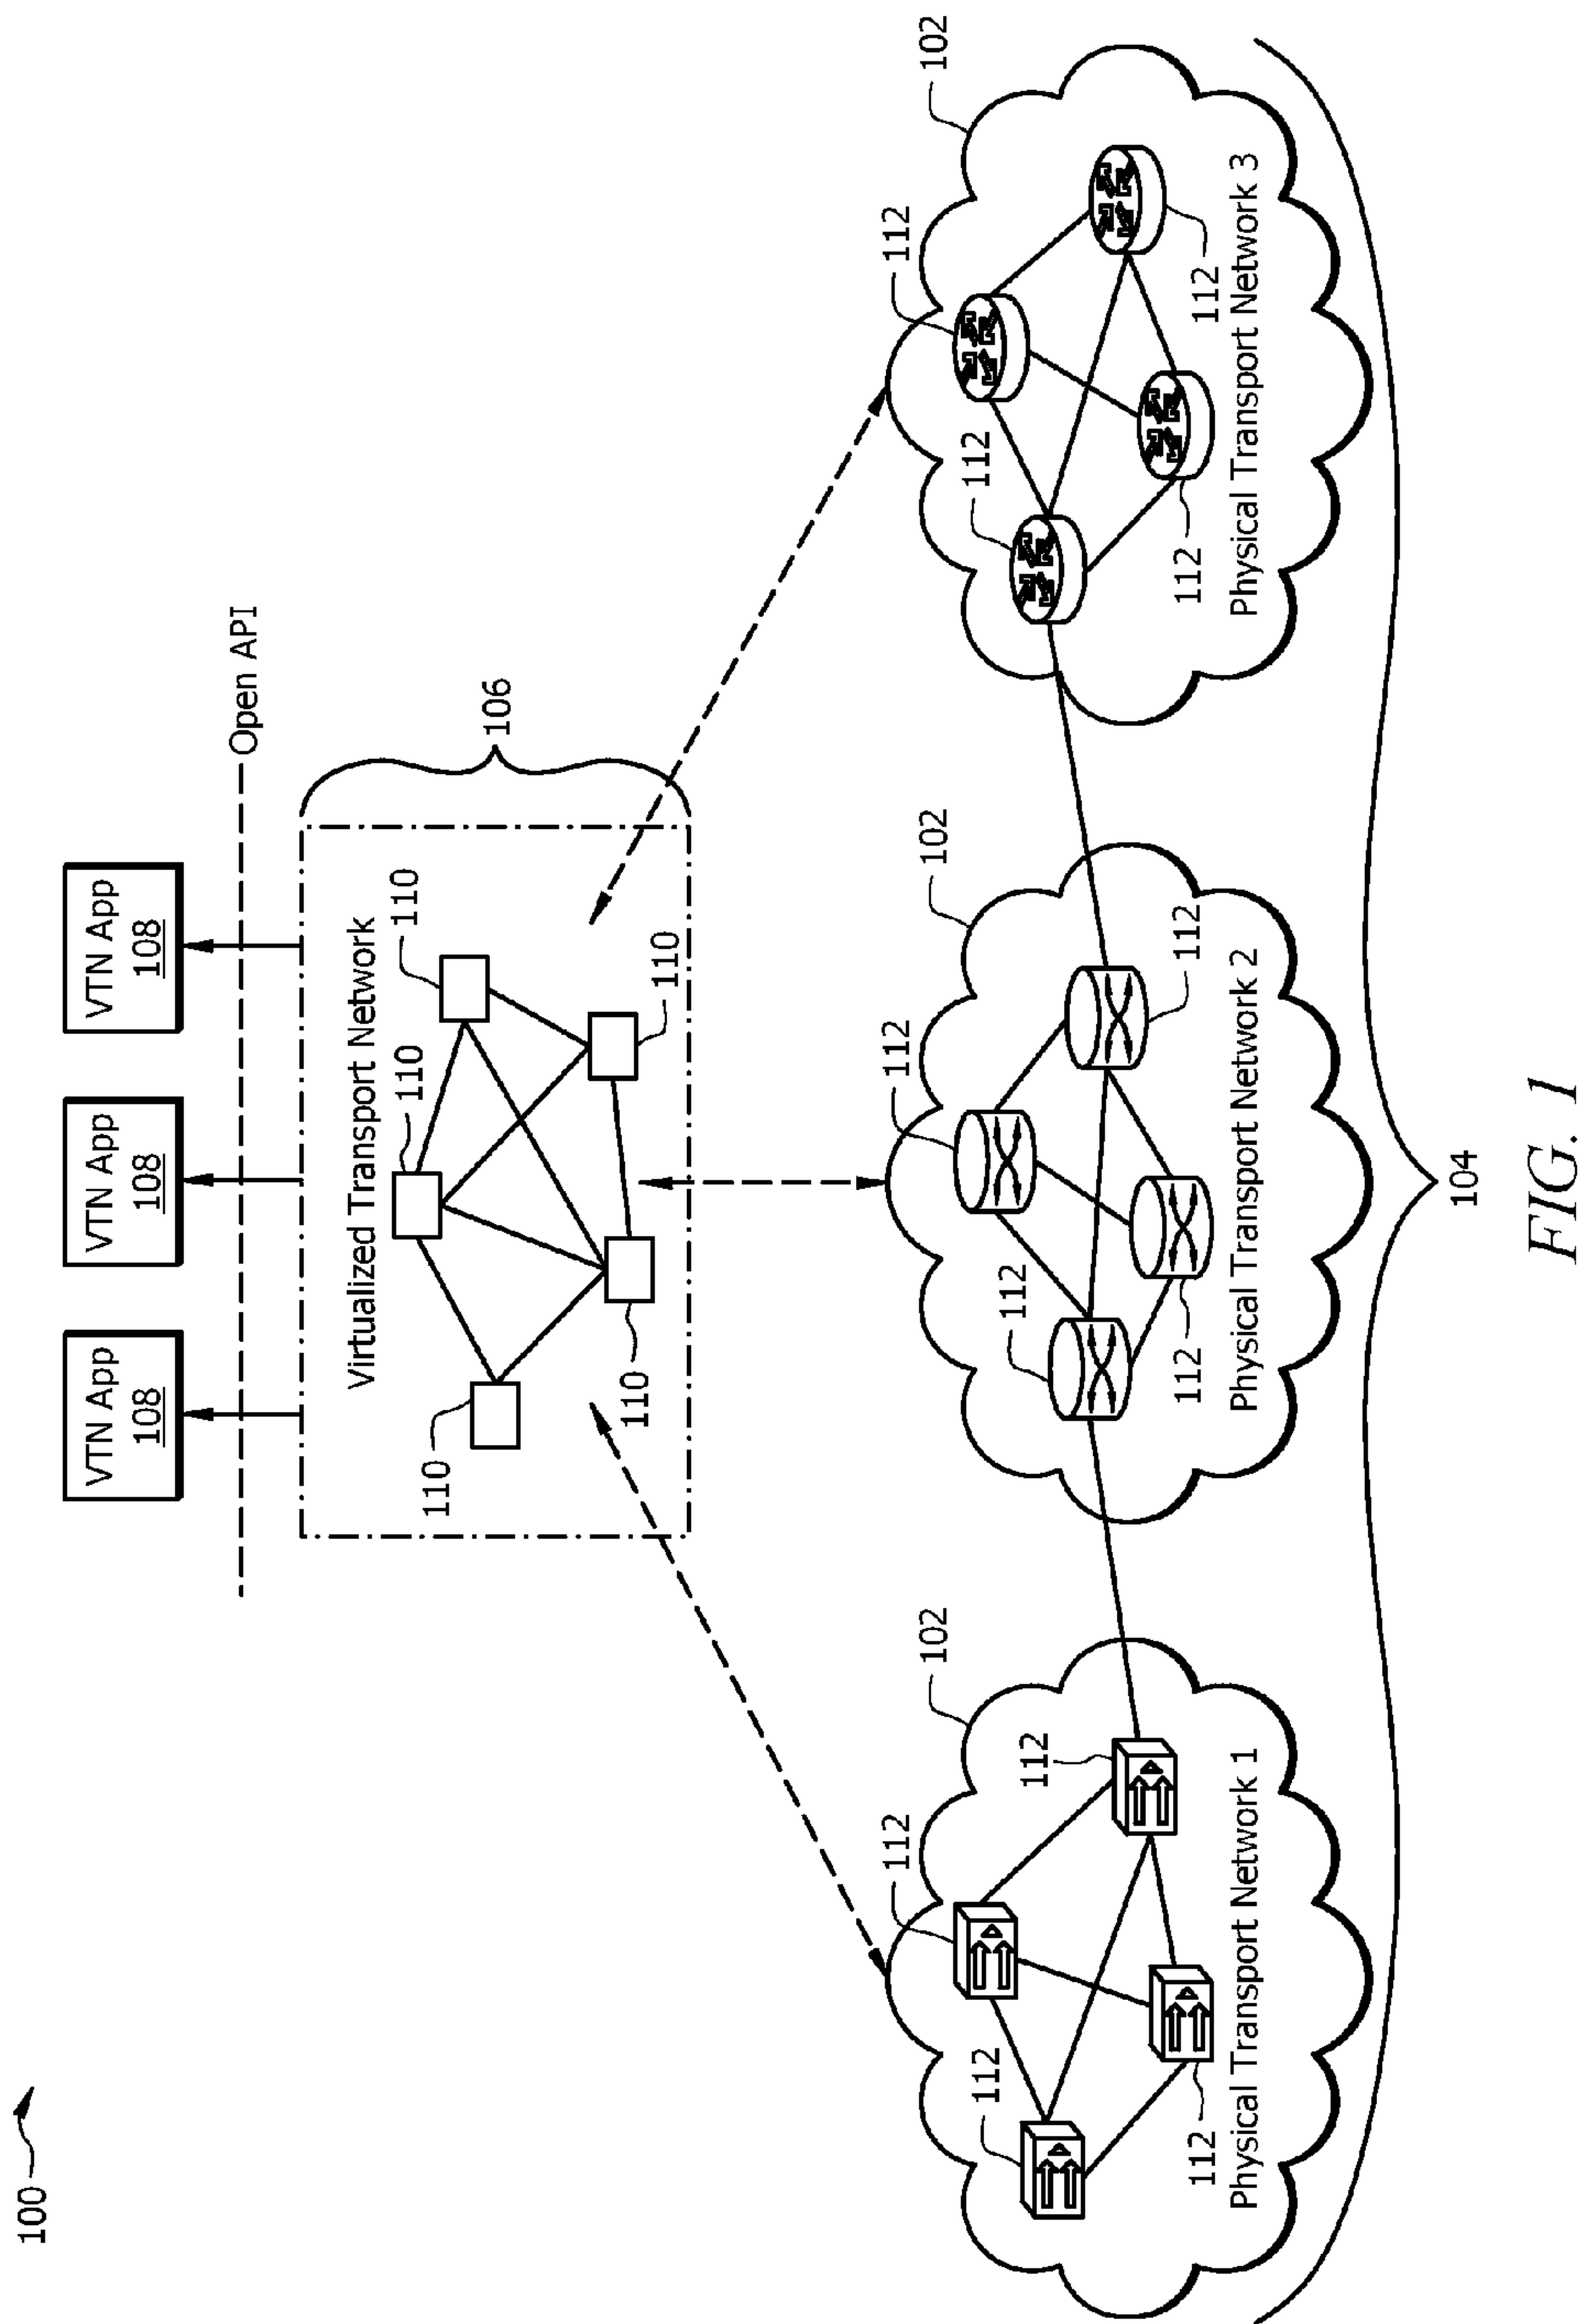 100
VTN App
108
VTN App
108
VTN App
108
Open API
Virtualized Transport Network
106
110
110
110
110
110
102
102
102
112
112
112
112
Physical Transport Network 1
112
112
112
112
Physical Transport Network 2
112
112
112
112
Physical Transport Network 3
104
FIG. 1